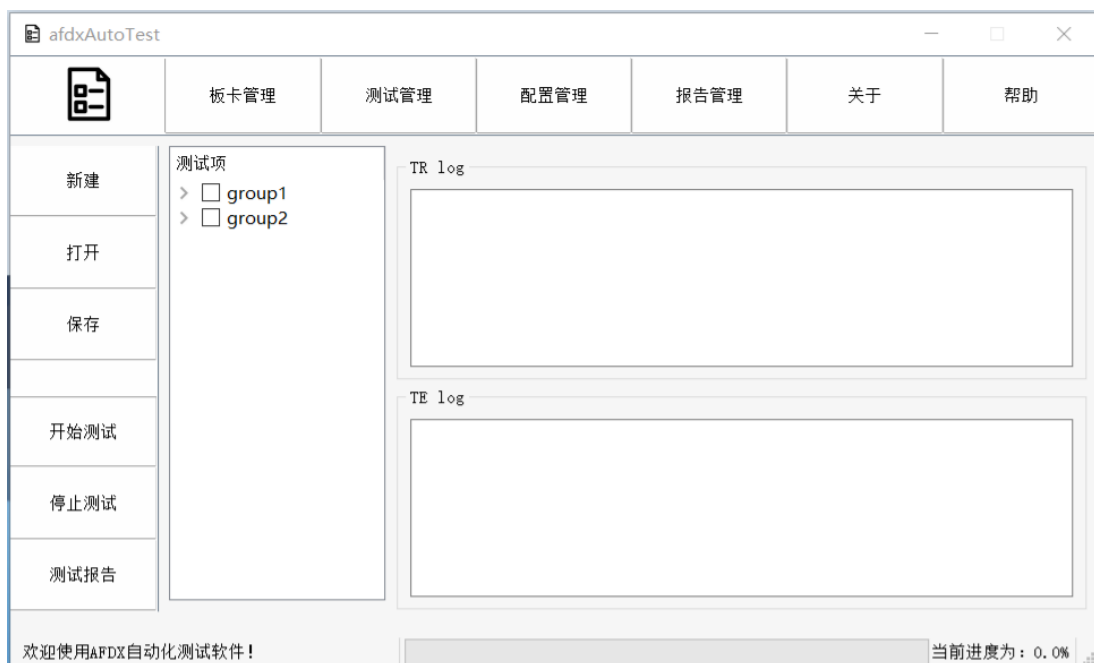 afdxAutoTest
板卡管理 测试管理 配置管理 报告管理 关于 帮助
新建
打开
保存
开始测试
停止测试
测试报告
测试项
group1
group2
TR log
TE log
欢迎使用AFDX自动化测试软件！ 当前进度为：0.0%